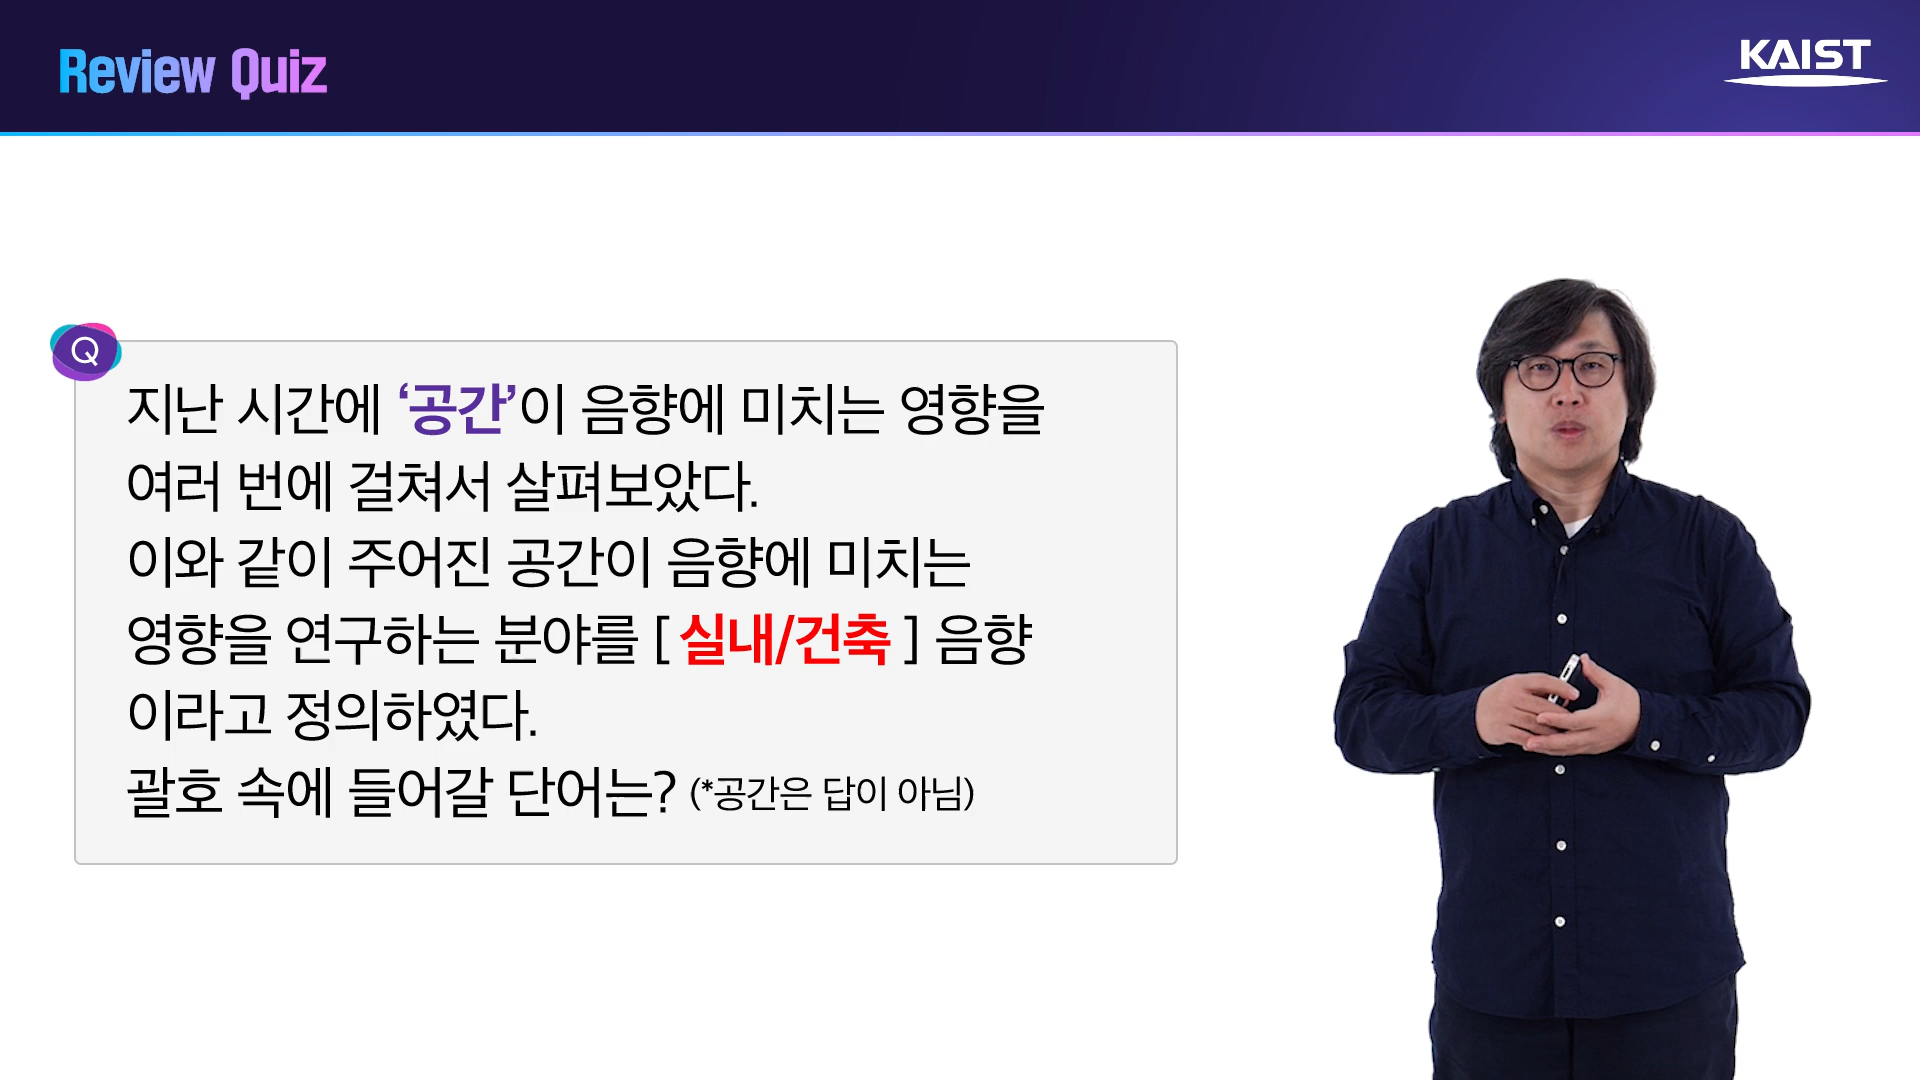 Review Quiz
KAIST
Q
지난 시간에 ‘공간’이 음향에 미치는 영향을
여러 번에 걸쳐서 살펴보았다.
이와 같이 주어진 공간이 음향에 미치는
영향을 연구하는 분야를 [ 실내/건축 ] 음향
이라고 정의하였다.
괄호 속에 들어갈 단어는? (*공간은 답이 아님)